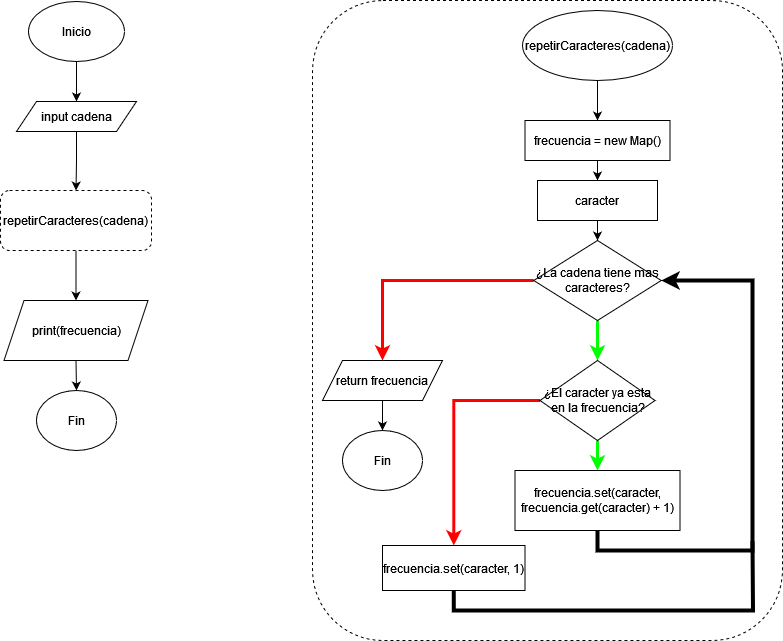 Inicio
input cadena
repetirCaracteres(cadena)
print(frecuencia)
Fin
repetirCaracteres(cadena)
frecuencia = new Map()
caracter
¿La cadena tiene mas
caracteres?
return frecuencia
Fin
¿El caracter ya esta
en la frecuencia?
frecuencia.set(caracter,
frecuencia.get(caracter) + 1)
frecuencia.set(caracter, 1)